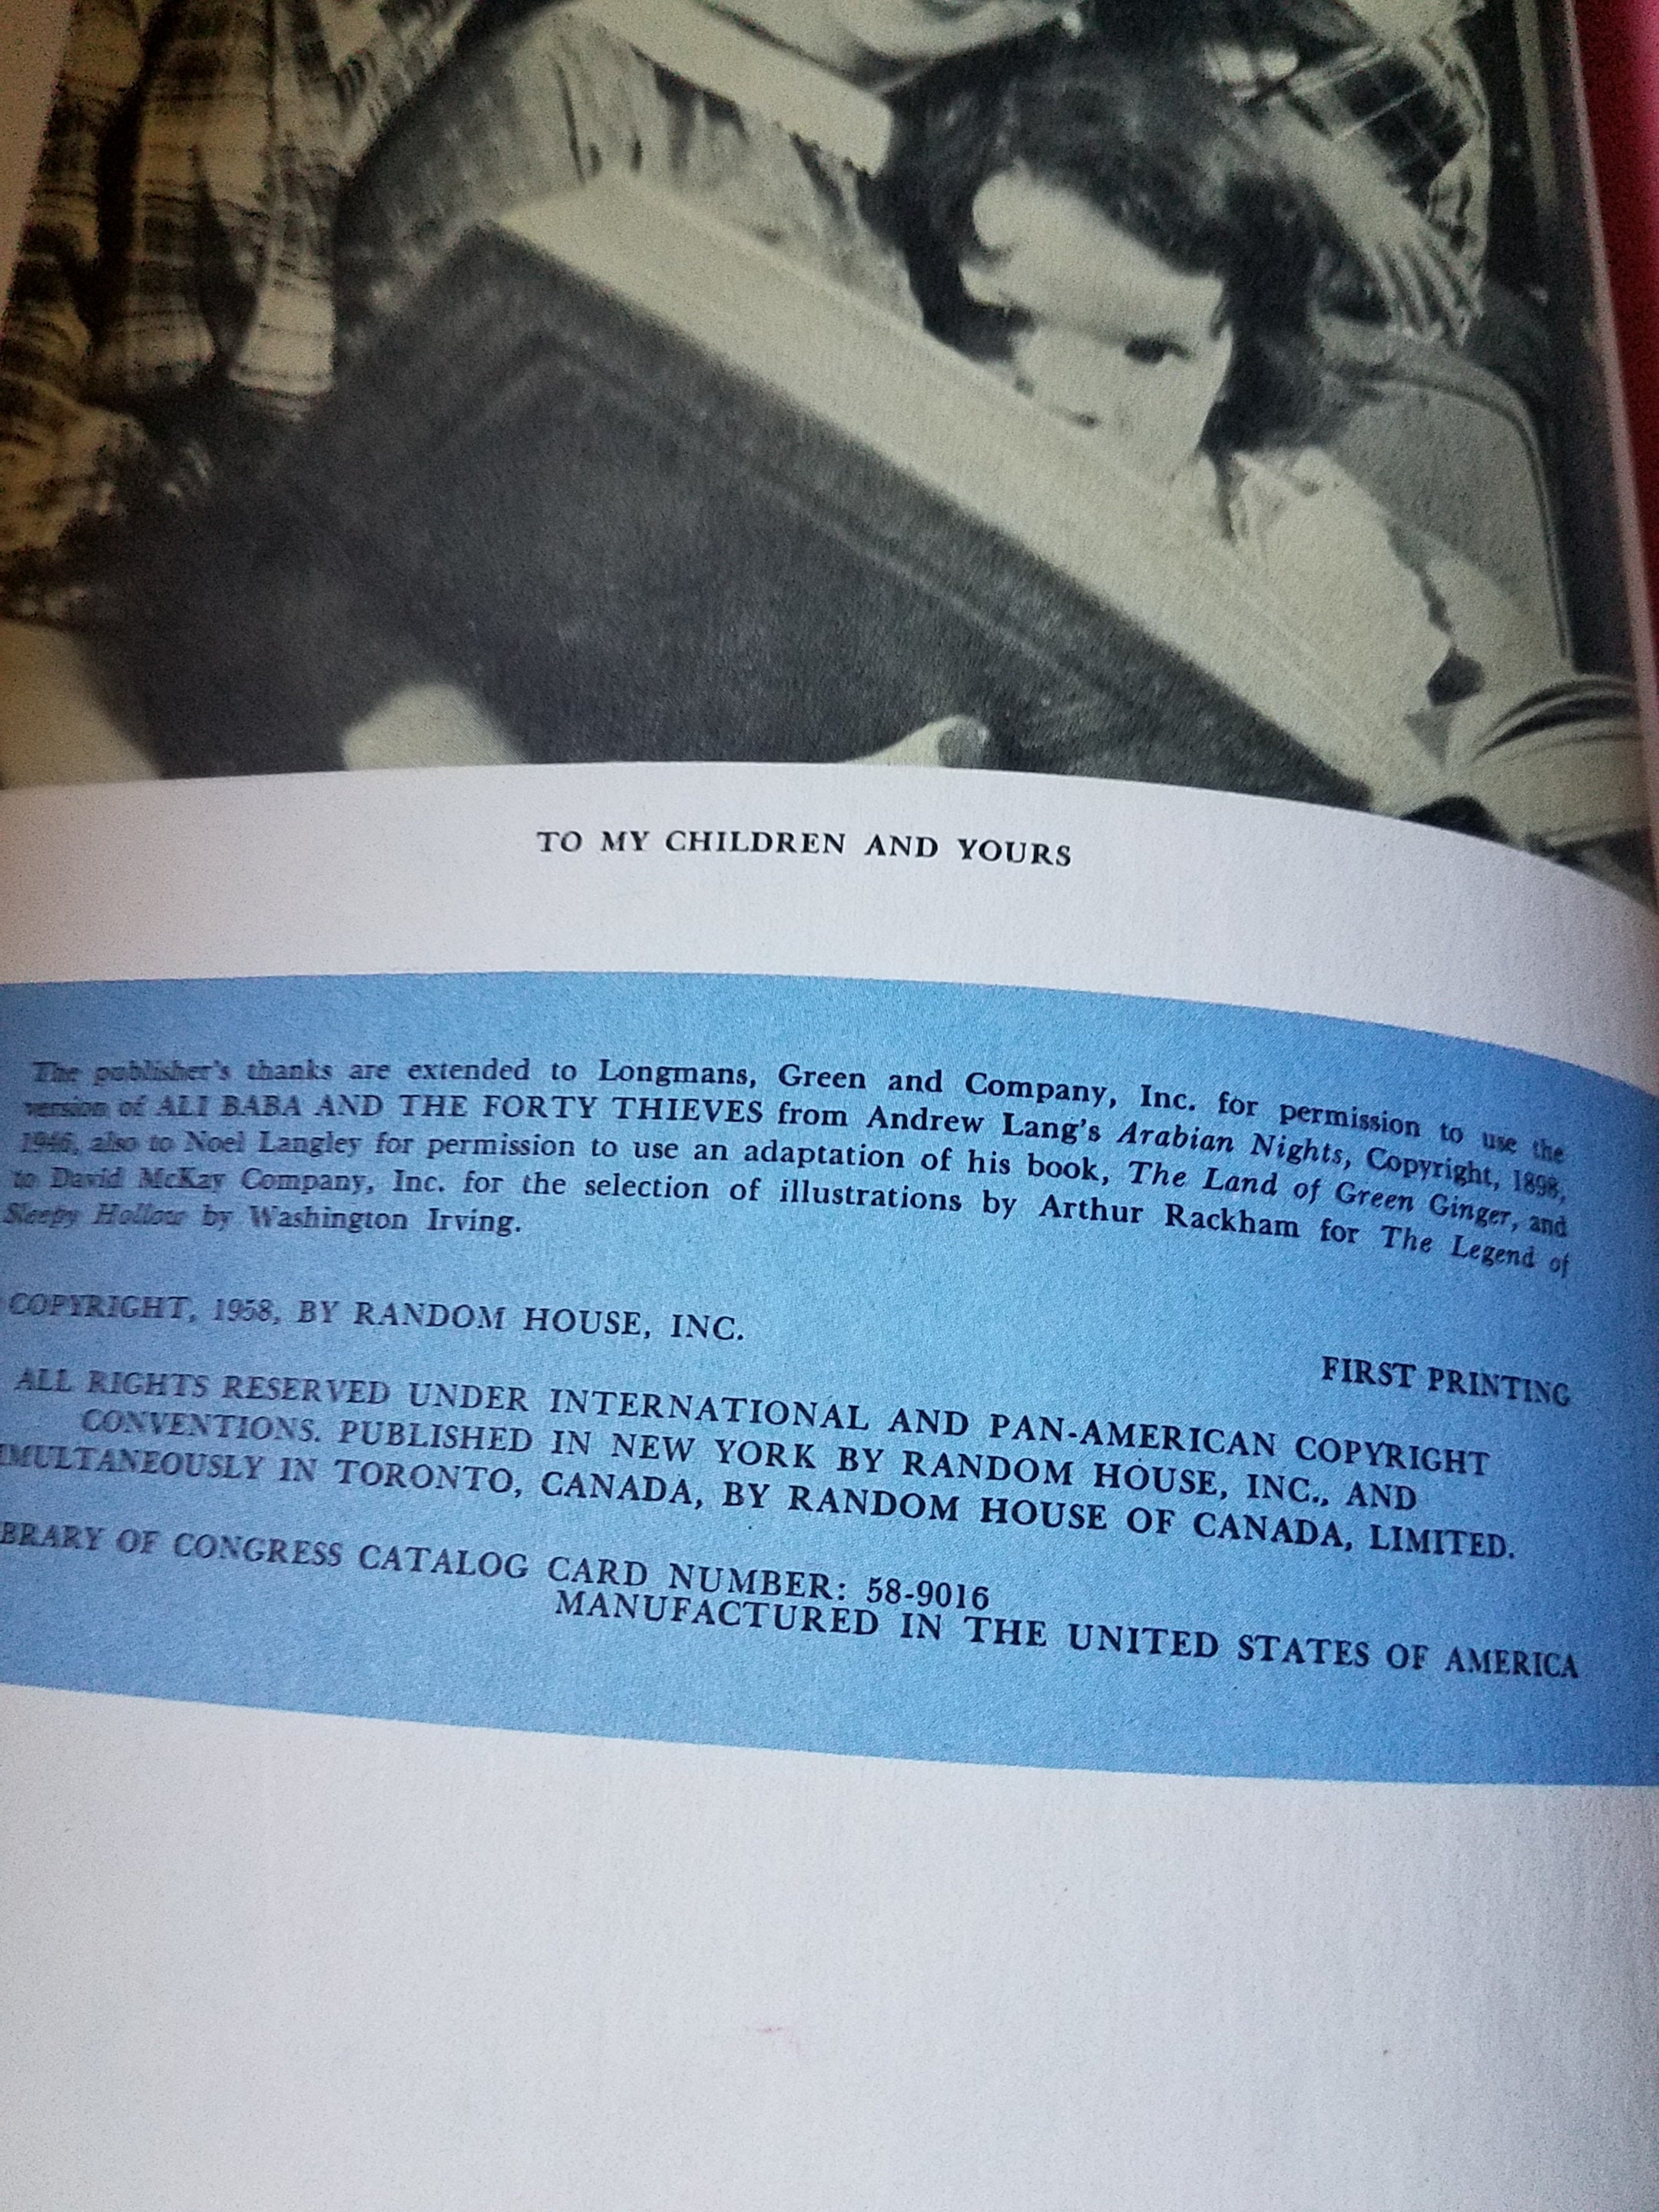 TO MY CHILDREN AND YOURS
The publisher's thanks are extended to Longmans, Green and Company, Inc. for permission to use the
version of ALI BABA AND THE FORTY THIEVES from Andrew Lang's Arabian Nights, Copyright, 1898,
1946, also to Noel Langley for permission to use an adaptation of his book, The Land of Green Ginger, and
to David McKay Company, Inc. for the selection of illustrations by Arthur Rackham for The Legend of
Sleepy Hollow by Washington Irving.
COPYRIGHT, 1958, BY RANDOM HOUSE, INC.
FIRST PRINTING
ALL RIGHTS RESERVED UNDER INTERNATIONAL AND PAN-AMERICAN COPYRIGHT
CONVENTIONS. PUBLISHED IN NEW YORK BY RANDOM HOUSE, INC., AND
IMULTANEOUSLY IN TORONTO, CANADA, BY RANDOM HOUSE OF CANADA, LIMITED.
BRARY OF CONGRESS CATALOG CARD NUMBER: 58-9016
MANUFACTURED IN THE UNITED STATES OF AMERICA